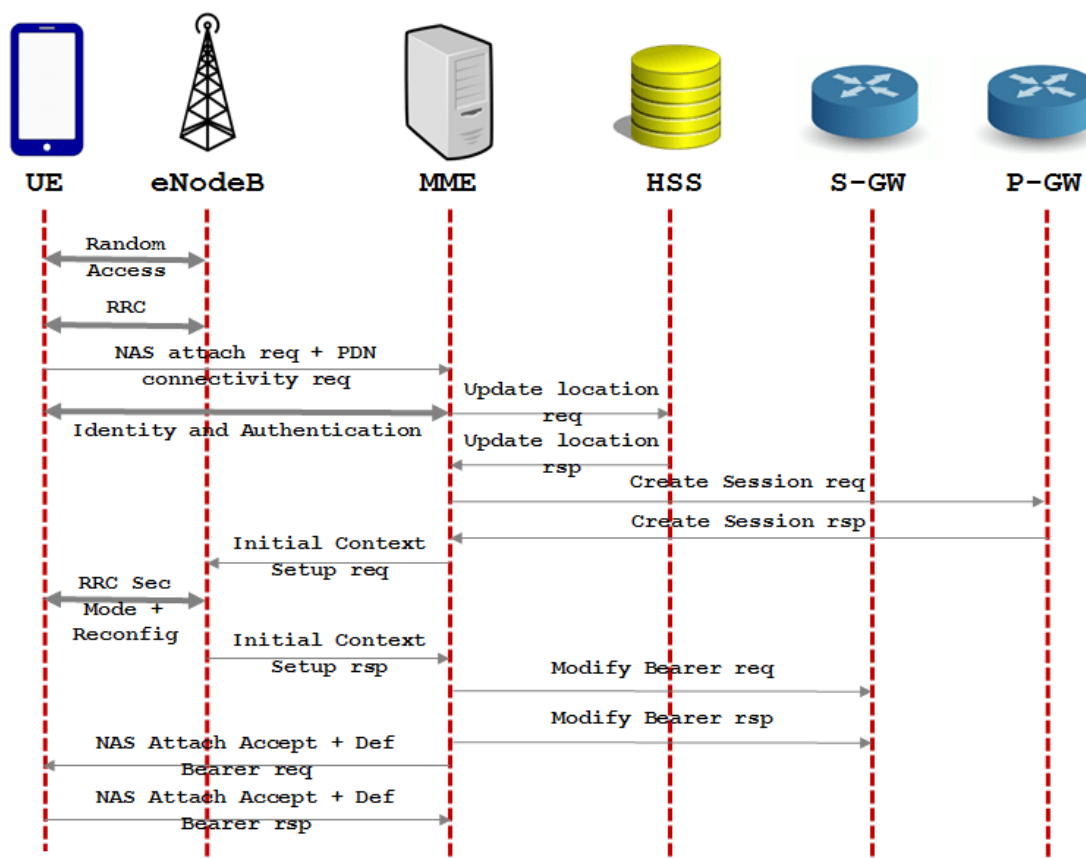 UE
eNodeB
MME
HSS
S-GW
P-GW
Random
Access
RRC
NAS attach req + PDN
connectivity req
Update location
req
Identity and Authentication
Update location
rsp
Create Session req
Create Session rsp
Initial Context
Setup req
RRC Sec
Mode +
Reconfig
Initial Context
Setup rsp
Modify Bearer req
Modify Bearer rsp
NAS Attach Accept + Def
Bearer req
NAS Attach Accept + Def
Bearer rsp